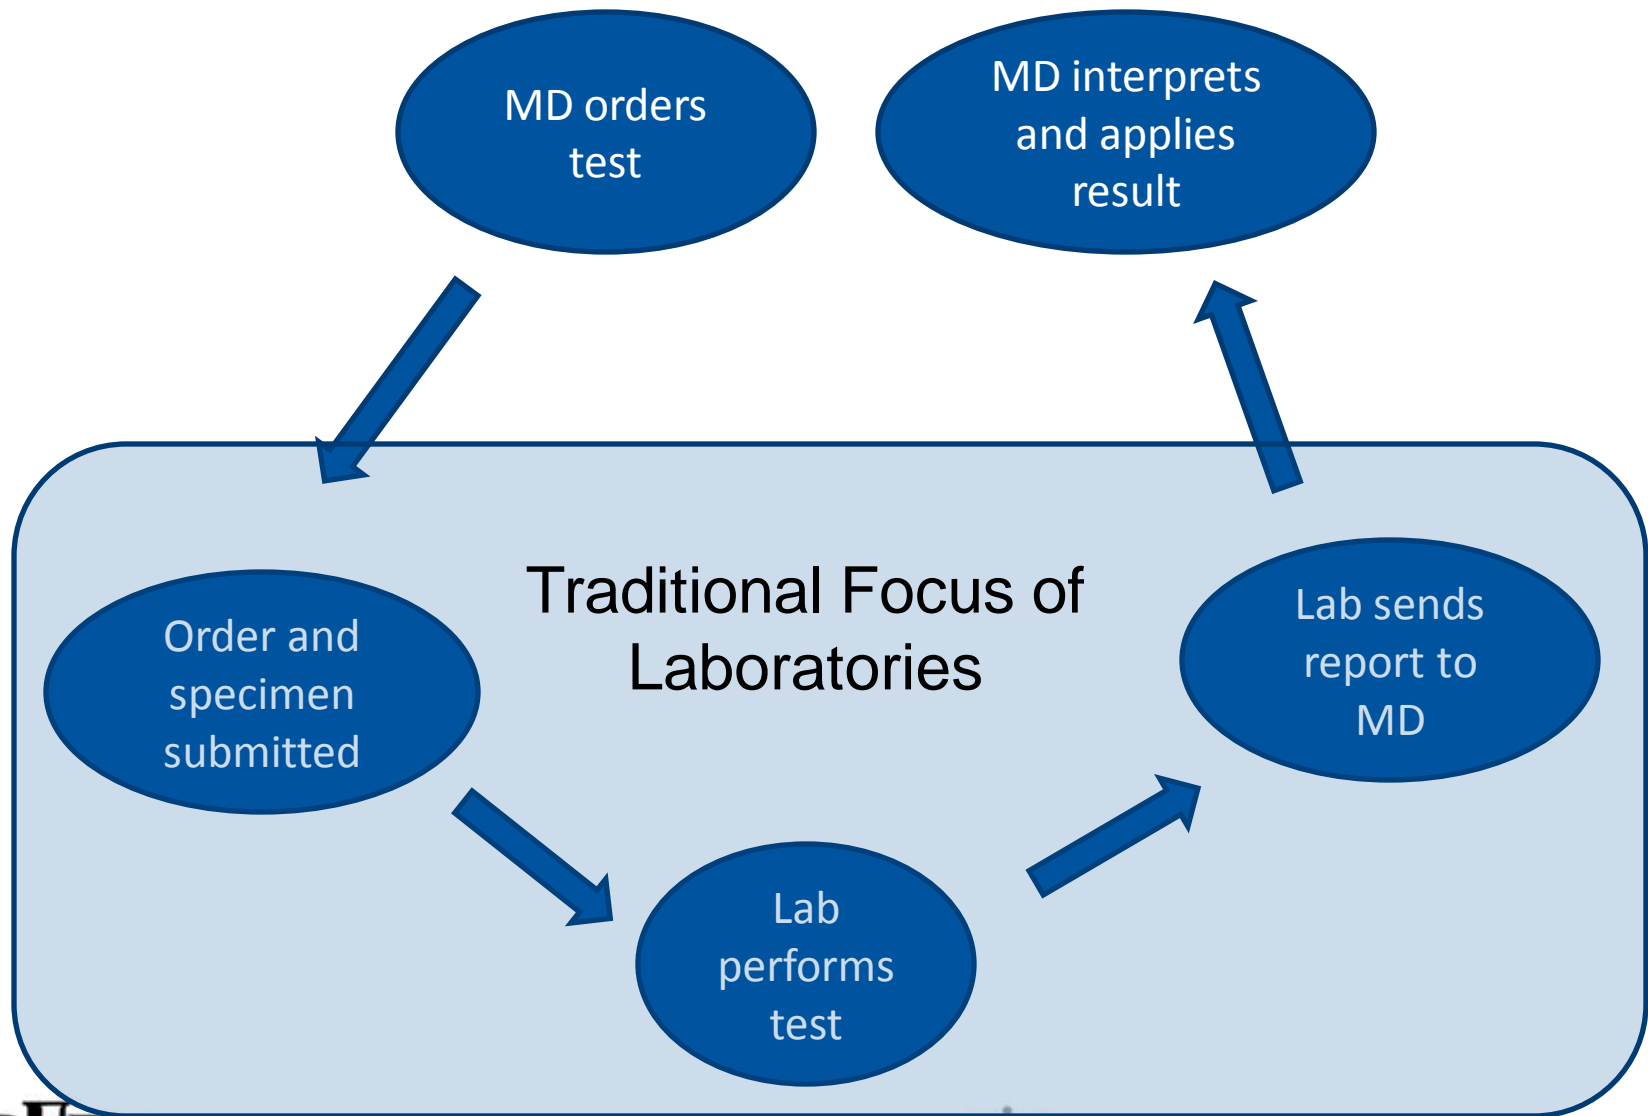 MD orders
test
MD interprets
and applies
result
Traditional Focus of
Laboratories
Order and
specimen
submitted
Lab
performs
test
Lab sends
report to
MD